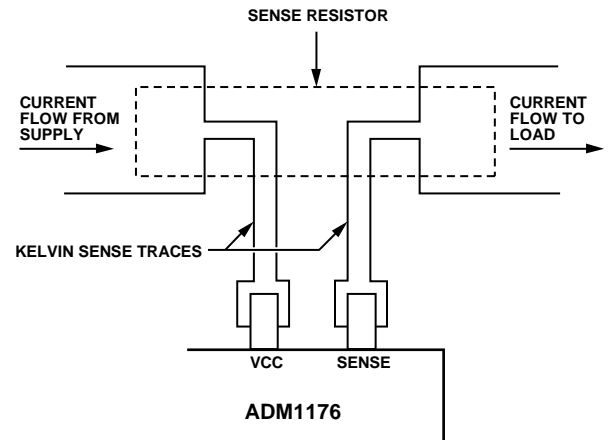 SENSE RESISTOR
CURRENT
FLOW FROM
SUPPLY
CURRENT
FLOW TO
LOAD
KELVIN SENSE TRACES
VCC
SENSE
ADM1176